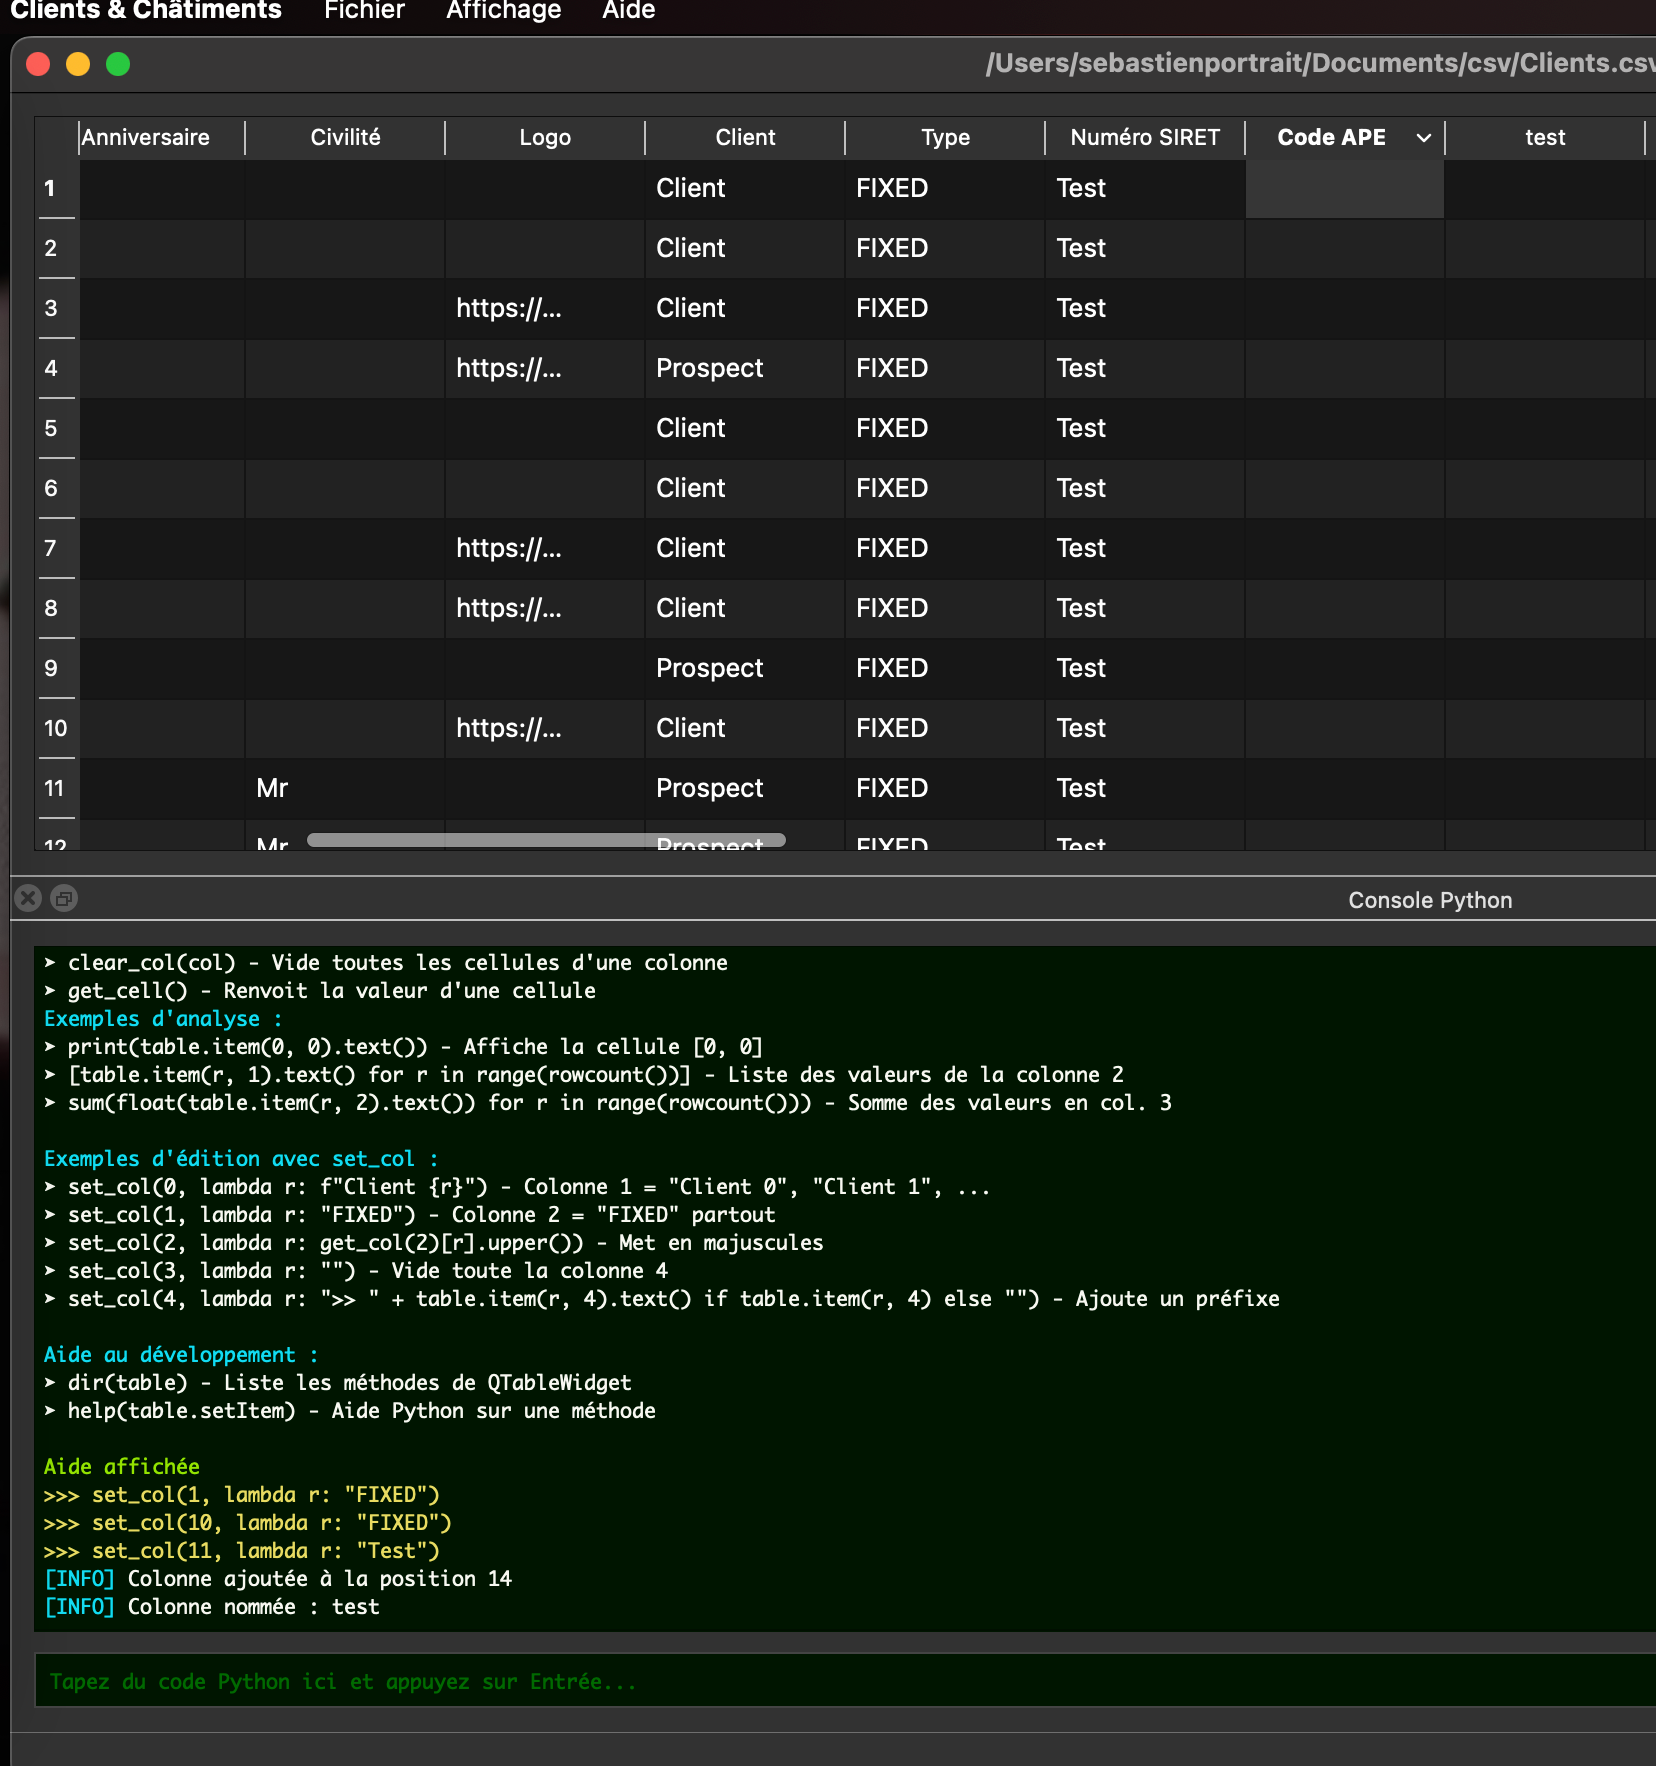 Clients & Châtiments Fichier Affichage Aide
/Users/sebastienportrait/Documents/csv/Clients.csv
Anniversaire Civilité Logo Client Type Numéro SIRET Code APE test
1 Client FIXED Test
2 Client FIXED Test
3 https://... Client FIXED Test
4 https://... Prospect FIXED Test
5 Client FIXED Test
6 Client FIXED Test
7 https://... Client FIXED Test
8 https://... Client FIXED Test
9 Prospect FIXED Test
10 https://... Client FIXED Test
11 Mr Prospect FIXED Test
12 Mr Prospect FIXED Test
Console Python
➤ clear_col(col) - Vide toutes les cellules d'une colonne
➤ get_cell() - Renvoit la valeur d'une cellule
Exemples d'analyse :
➤ print(table.item(0, 0).text()) - Affiche la cellule [0, 0]
➤ [table.item(r, 1).text() for r in range(rowcount())] - Liste des valeurs de la colonne 2
➤ sum(float(table.item(r, 2).text()) for r in range(rowcount())) - Somme des valeurs en col. 3
Exemples d'édition avec set_col :
➤ set_col(0, lambda r: f"Client {r}") - Colonne 1 = "Client 0", "Client 1", ...
➤ set_col(1, lambda r: "FIXED") - Colonne 2 = "FIXED" partout
➤ set_col(2, lambda r: get_col(2)[r].upper()) - Met en majuscules
➤ set_col(3, lambda r: "") - Vide toute la colonne 4
➤ set_col(4, lambda r: ">> " + table.item(r, 4).text() if table.item(r, 4) else "") - Ajoute un préfixe
Aide au développement :
➤ dir(table) - Liste les méthodes de QTableWidget
➤ help(table.setItem) - Aide Python sur une méthode
Aide affichée
>>> set_col(1, lambda r: "FIXED")
>>> set_col(10, lambda r: "FIXED")
>>> set_col(11, lambda r: "Test")
[INFO] Colonne ajoutée à la position 14
[INFO] Colonne nommée : test
Tapez du code Python ici et appuyez sur Entrée...